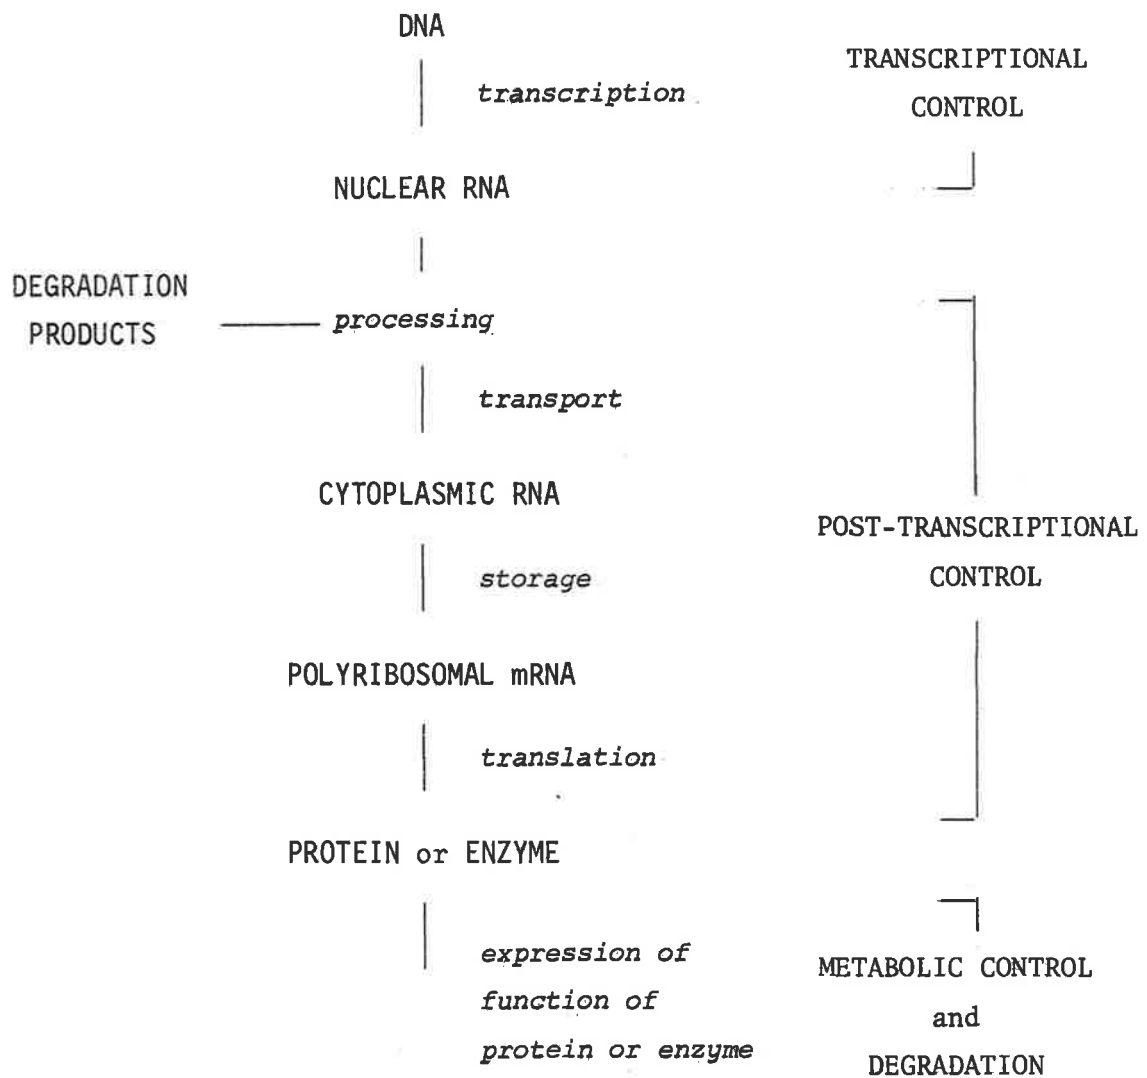 DNA
transcription
TRANSCRIPTIONAL
CONTROL
NUCLEAR RNA
DEGRADATION
PRODUCTS
processing
transport
CYTOPLASMIC RNA
POST-TRANSCRIPTIONAL
CONTROL
storage
POLYRIBOSOMAL mRNA
translation
PROTEIN or ENZYME
expression of
function of
protein or enzyme
METABOLIC CONTROL
and
DEGRADATION